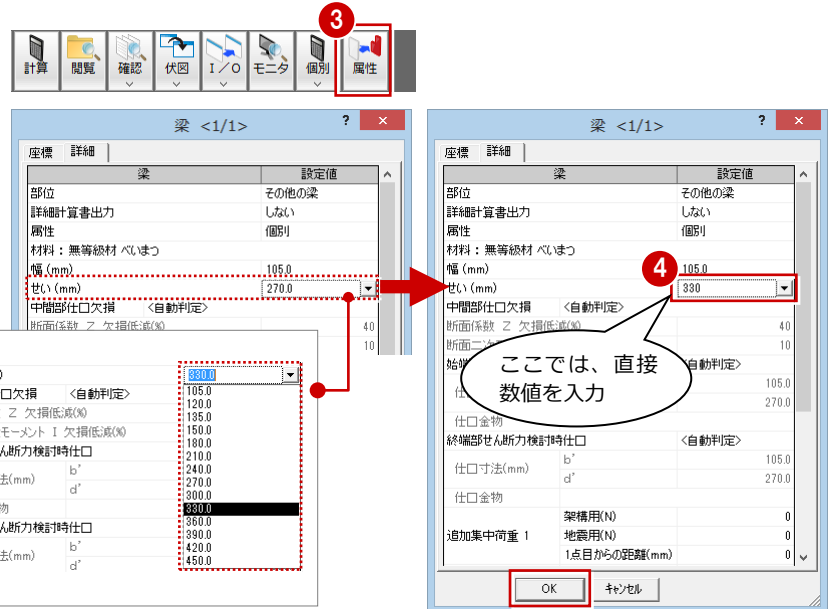 3
計算 閲覧 確認 伏図 I/O モニタ 個別 属性
梁 <1/1> ? ×
座標 詳細
梁 設定値
部位 その他の梁
詳細計算書出力 しない
属性 個別
材料：無等級材 べいまつ
幅 (mm) 105.0
せい (mm) 270.0
中間部仕口欠損 <自動判定>
断面係数 Z 欠損低減(%) 40
10
330.0
口欠損 <自動判定>
Z 欠損低減(%)
モーメント I 欠損低減(%)
ん断力検討時仕口
法(mm) b'
d'
物
ん断力検討時仕口
法(mm) b'
d'
330.0
105.0
120.0
135.0
150.0
180.0
210.0
240.0
270.0
300.0
330.0
360.0
390.0
420.0
450.0
梁 <1/1> ? ×
座標 詳細
梁 設定値
部位 その他の梁
詳細計算書出力 しない
属性 個別
材料：無等級材 べいまつ
幅 (mm) 105.0
4
せい (mm) 330
中間部仕口欠損 <自動判定>
断面係数 Z 欠損低減(%) 40
断面二次 10
始端 <自動判定>
105.0
270.0
ここでは、直接
数値を入力
仕口金物
終端部せん断力検討時仕口 <自動判定>
仕口寸法(mm) b' 105.0
d' 270.0
仕口金物
追加集中荷重 1 架構用(N) 0
地震用(N) 0
1点目からの距離(mm) 0
OK キャンセル